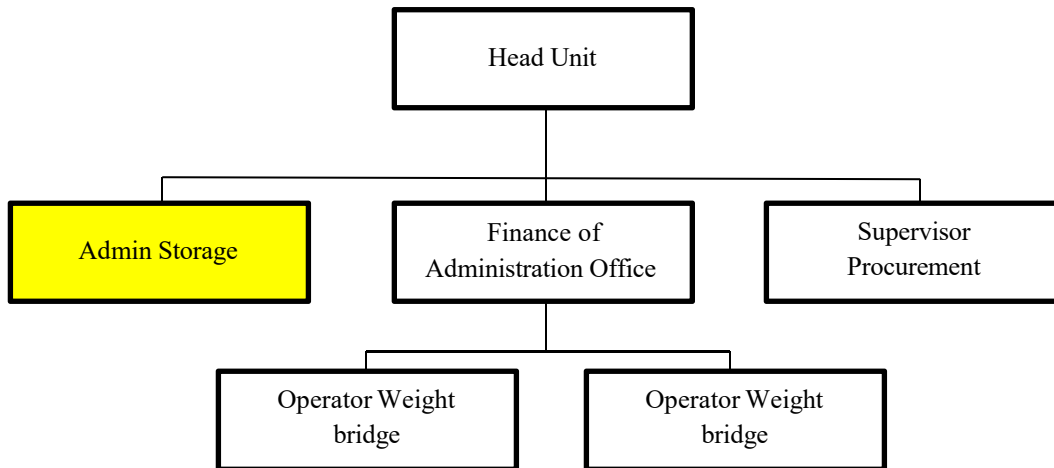 Head Unit
Admin Storage
Finance of
Administration Office
Supervisor
Procurement
Operator Weight
bridge
Operator Weight
bridge